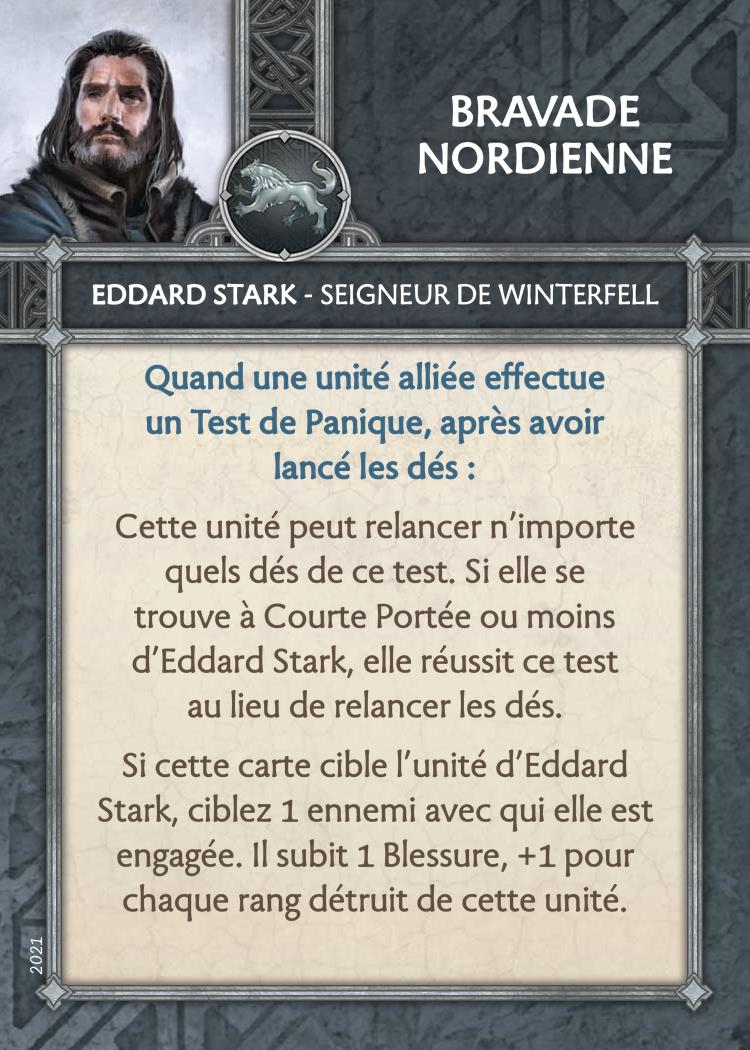 BRAVADE
NORDIENNE
EDDARD STARK - SEIGNEUR DE WINTERFELL
Quand une unité alliée effectue
un Test de Panique, après avoir
lancé les dés :
Cette unité peut relancer n’importe
quels dés de ce test. Si elle se
trouve à Courte Portée ou moins
d’Eddard Stark, elle réussit ce test
au lieu de relancer les dés.
Si cette carte cible l’unité d’Eddard
Stark, ciblez 1 ennemi avec qui elle est
engagée. Il subit 1 Blessure, +1 pour
chaque rang détruit de cette unité.
2021